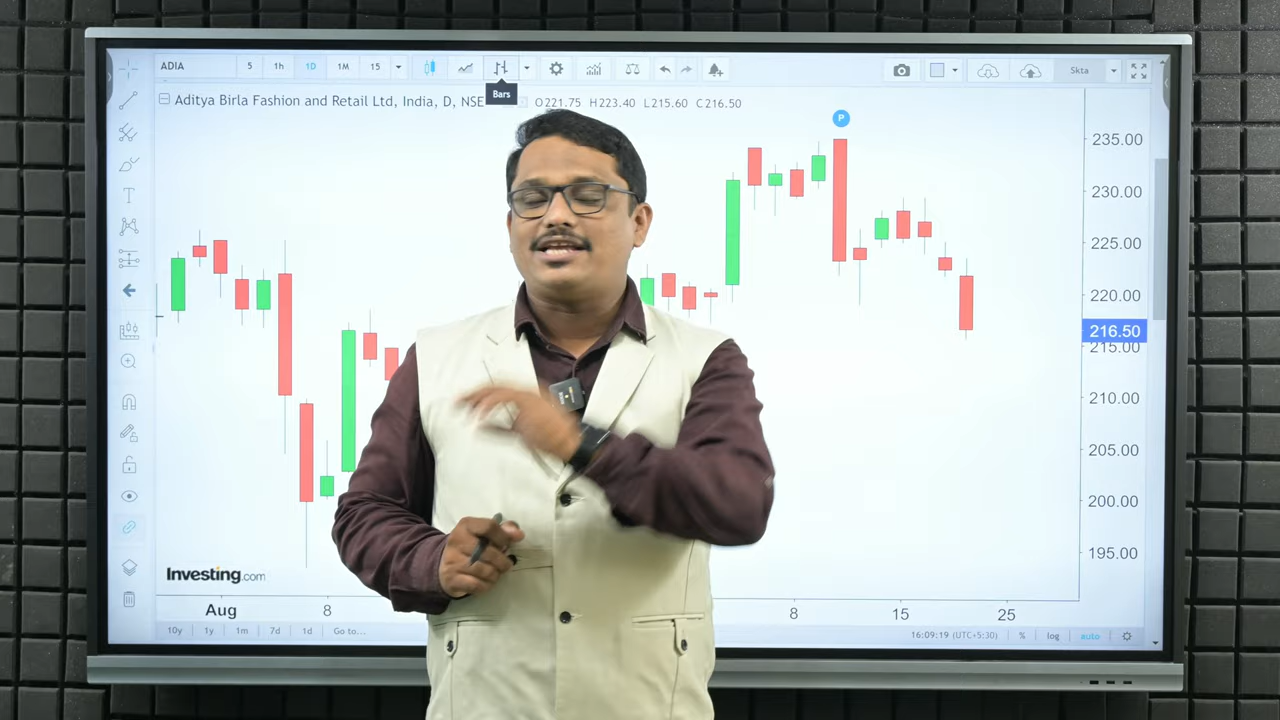 ADIA 5 1h 1D 1M 15 Skta
Bars
Aditya Birla Fashion and Retail Ltd, India, D, NSE O221.75 H223.40 L215.60 C216.50
P
235.00
230.00
225.00
220.00
216.50
215.00
210.00
205.00
200.00
195.00
T
Investing.com
Aug 8 8 15 25
10y 1y 1m 7d 1d Go to... 16:09:19 (UTC+5:30) % log auto